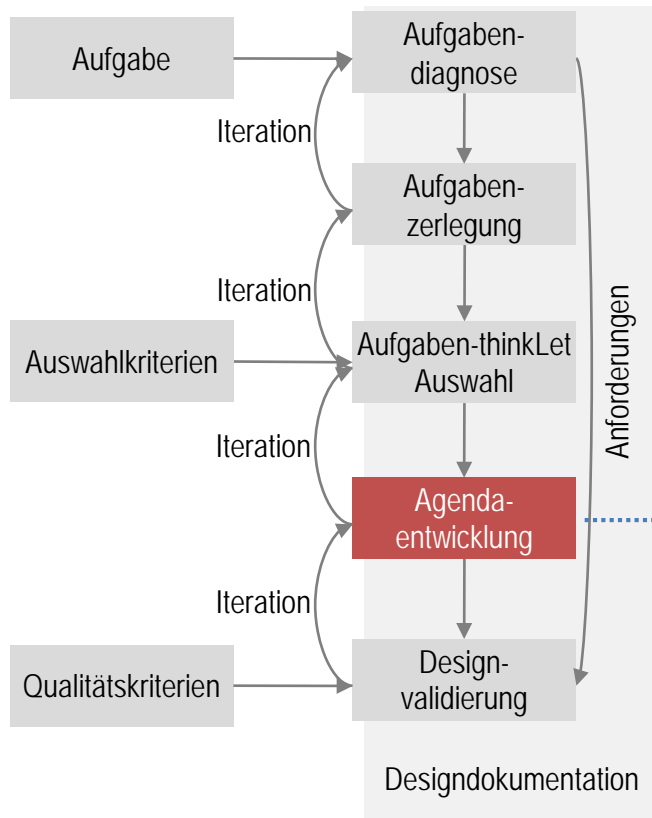 Aufgabe
Aufgaben-
diagnose
Iteration
Aufgaben-
zerlegung
Iteration
Auswahlkriterien
Aufgaben-thinkLet
Auswahl
Anforderungen
Iteration
Agenda-
entwicklung
Iteration
Qualitätskriterien
Design-
validierung
Designdokumentation